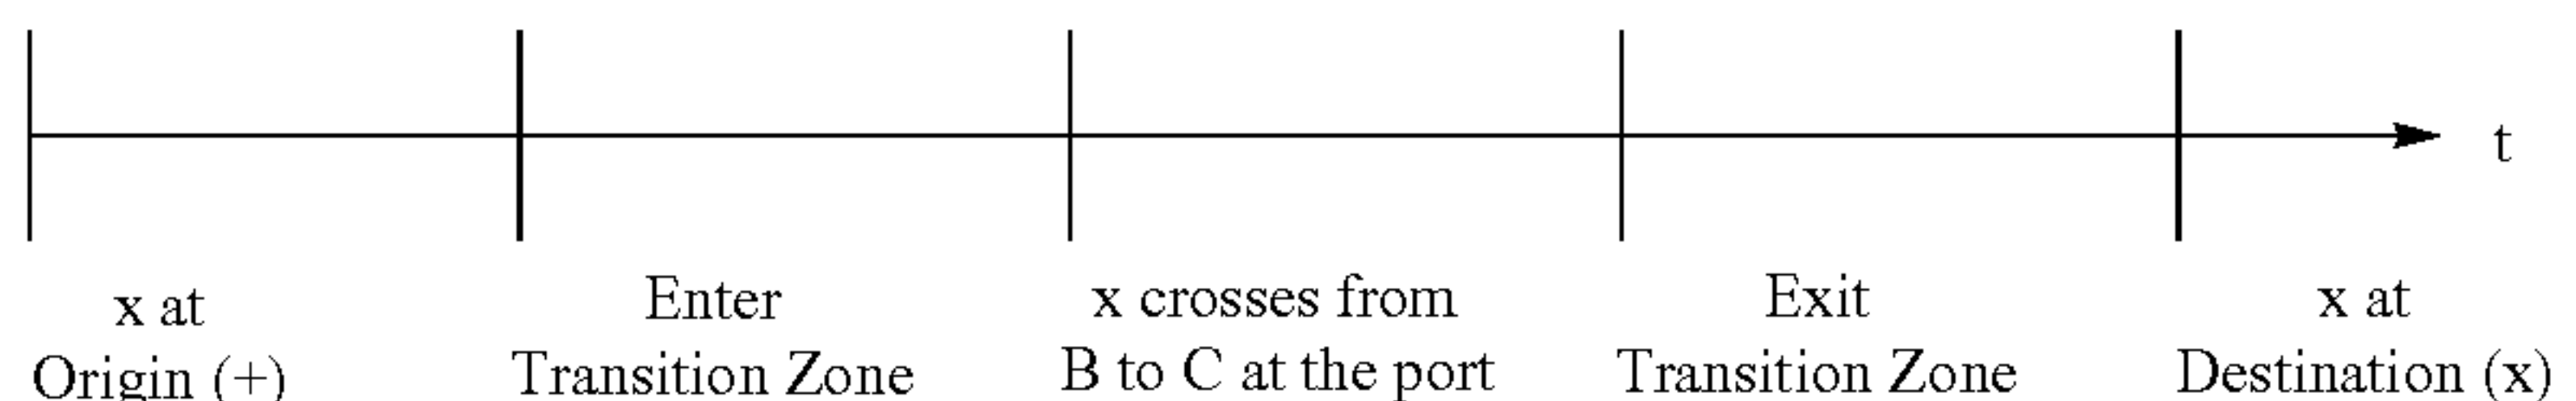 t
x at
Origin (+)
Enter
Transition Zone
x crosses from
B to C at the port
Exit
Transition Zone
x at
Destination (x)